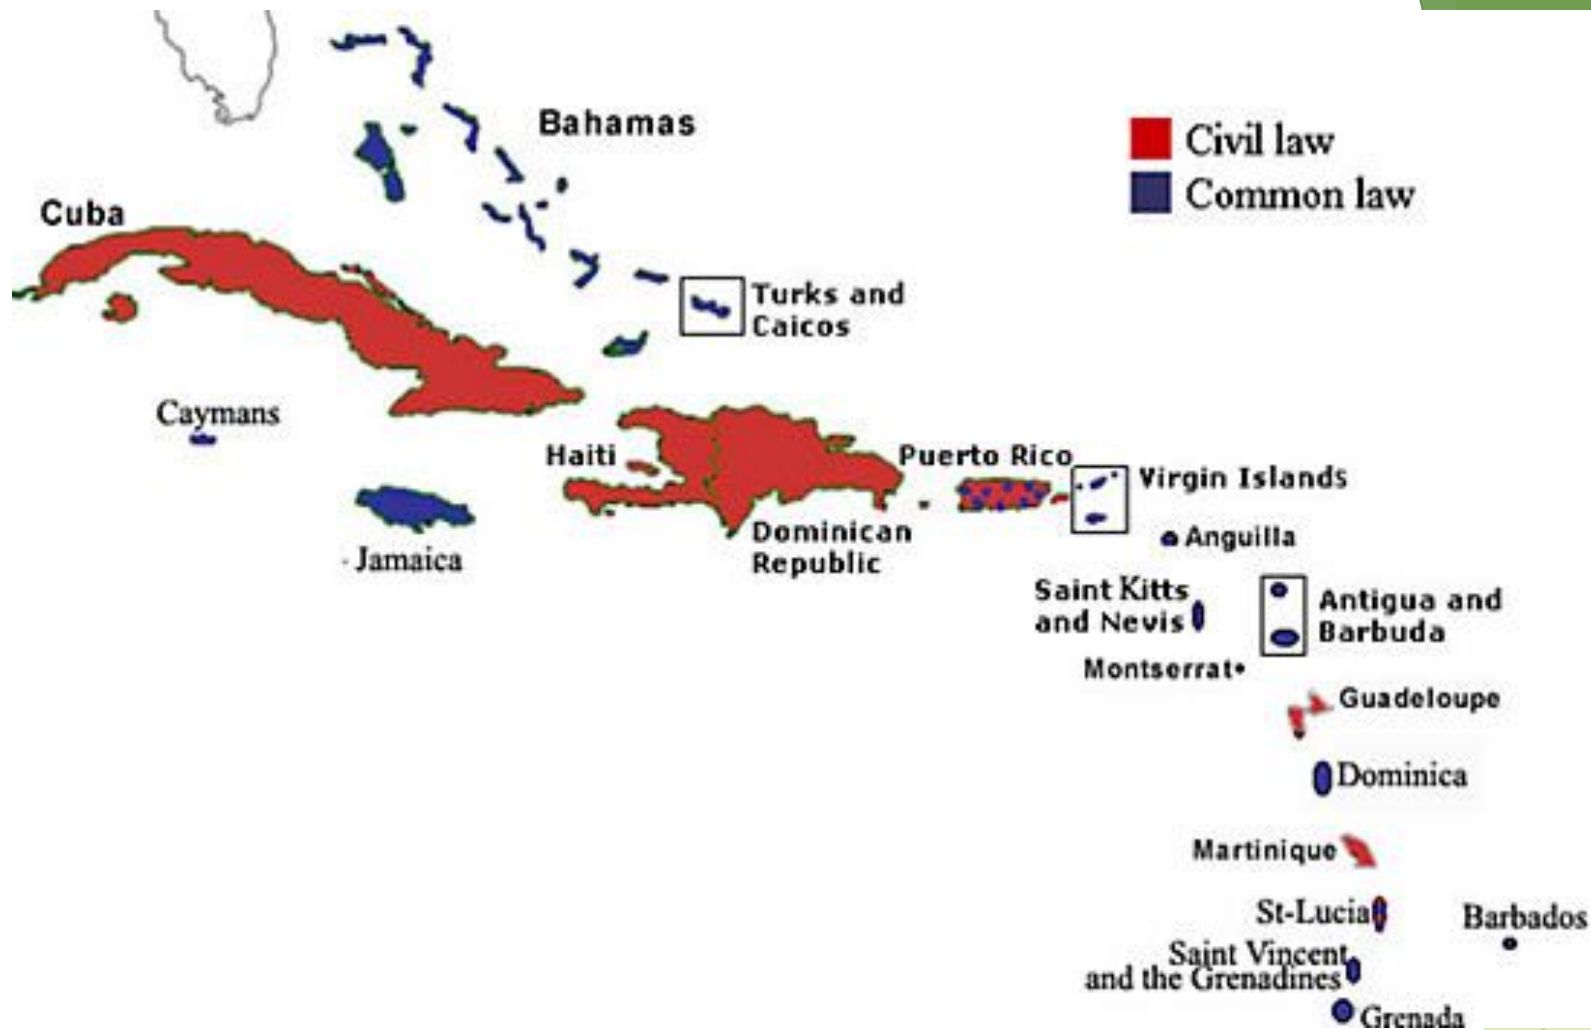 Bahamas
Civil law
Common law
Cuba
Turks and
Caicos
Caymans
Haiti
Puerto Rico
Virgin Islands
Dominican
Republic
Anguilla
Jamaica
Saint Kitts
and Nevis
Antigua and
Barbuda
Montserrat
Guadeloupe
Dominica
Martinique
St-Lucia
Barbados
Saint Vincent
and the Grenadines
Grenada